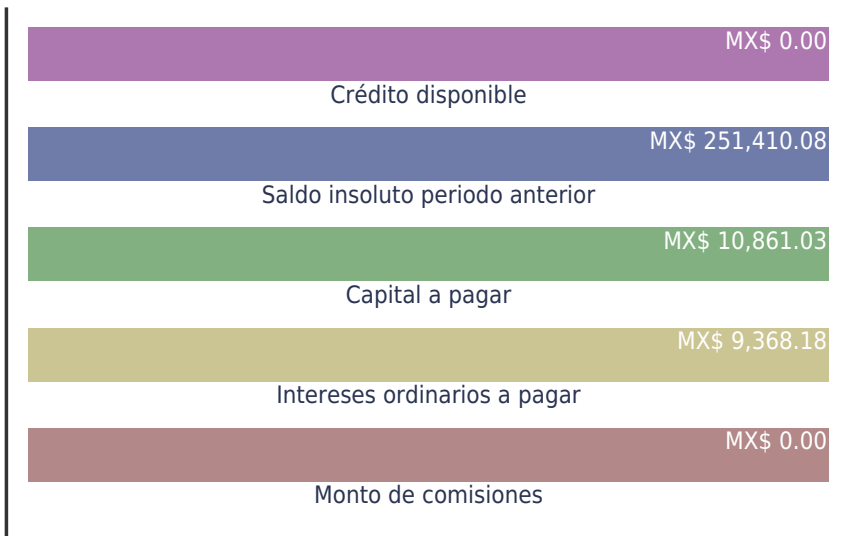 MX$ 0.00
Crédito disponible
MX$ 251,410.08
Saldo insoluto periodo anterior
MX$ 10,861.03
Capital a pagar
MX$ 9,368.18
Intereses ordinarios a pagar
MX$ 0.00
Monto de comisiones